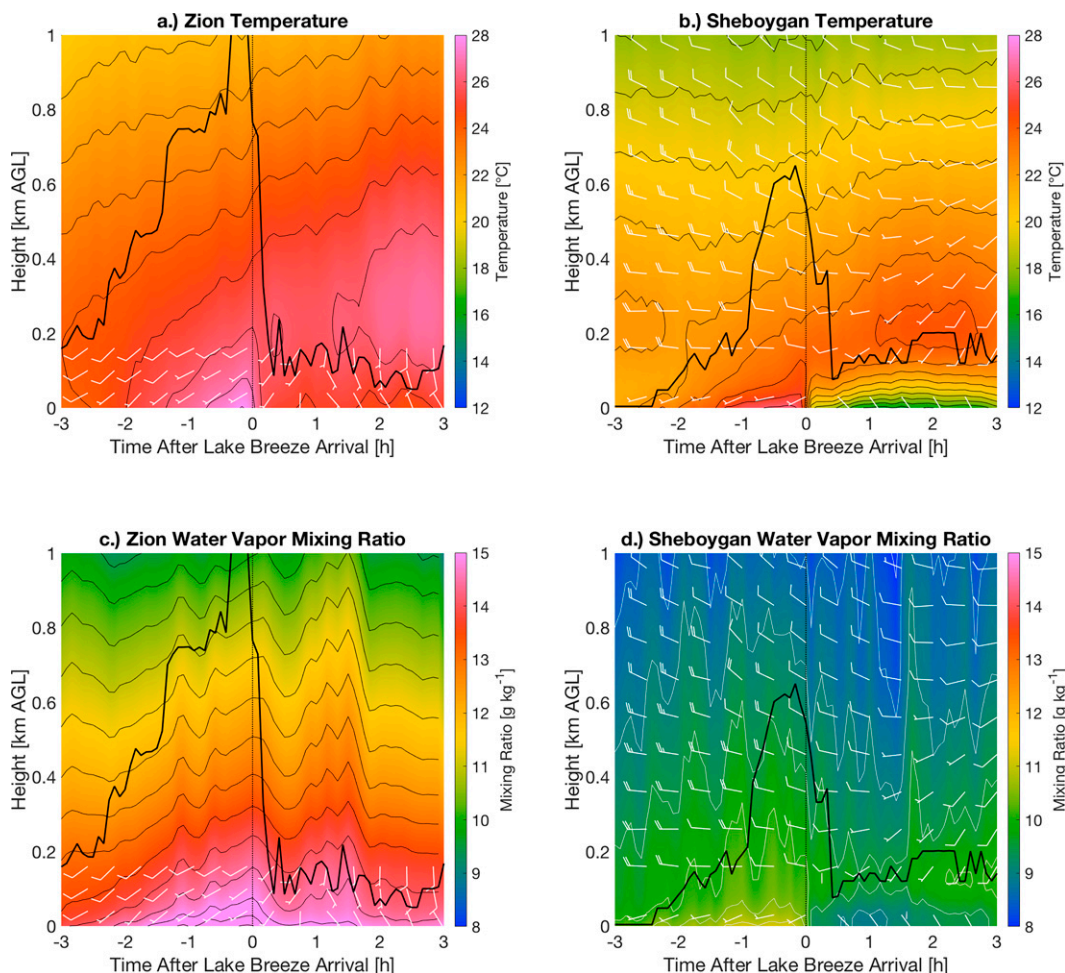 a.) Zion Temperature
b.) Sheboygan Temperature
1
0.8
0.6
0.4
0.2
0
Height [km AGL]
-3 -2 -1 0 1 2 3
Time After Lake Breeze Arrival [h]
28
26
24
22
20
18
16
14
12
Temperature [°C]
1
0.8
0.6
0.4
0.2
0
Height [km AGL]
-3 -2 -1 0 1 2 3
Time After Lake Breeze Arrival [h]
28
26
24
22
20
18
16
14
12
Temperature [°C]
c.) Zion Water Vapor Mixing Ratio
d.) Sheboygan Water Vapor Mixing Ratio
1
0.8
0.6
0.4
0.2
0
Height [km AGL]
-3 -2 -1 0 1 2 3
Time After Lake Breeze Arrival [h]
15
14
13
12
11
10
9
8
Mixing Ratio [g kg⁻¹]
1
0.8
0.6
0.4
0.2
0
Height [km AGL]
-3 -2 -1 0 1 2 3
Time After Lake Breeze Arrival [h]
15
14
13
12
11
10
9
8
Mixing Ratio [g kg⁻¹]